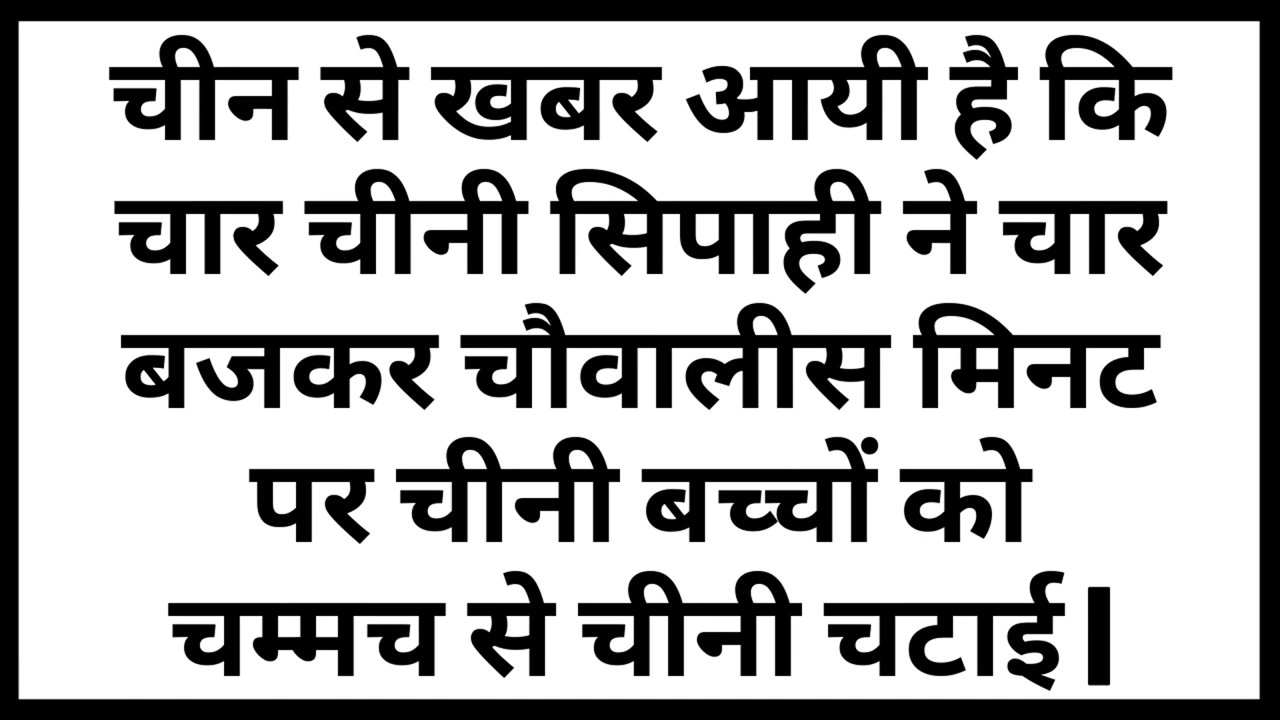 चीन से खबर आयी है कि
चार चीनी सिपाही ने चार
बजकर चौवालीस मिनट
पर चीनी बच्चों को
चम्मच से चीनी चटाई।